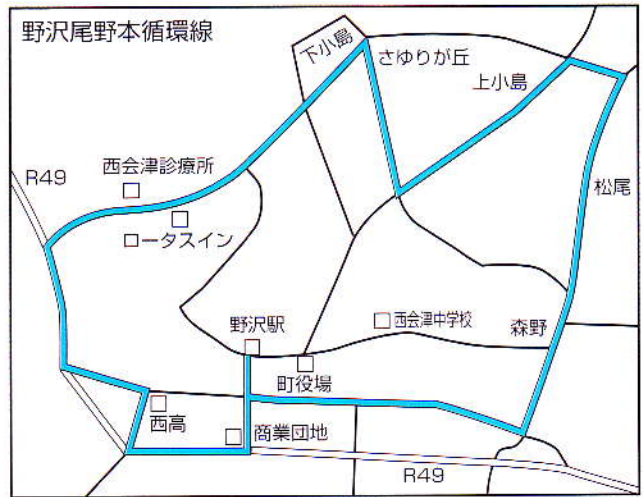 野沢尾野本循環線
下小島
さゆりが丘
上小島
西会津診療所
R49
松尾
ロータスイン
野沢駅
西会津中学校
森野
町役場
西高
商業団地
R49